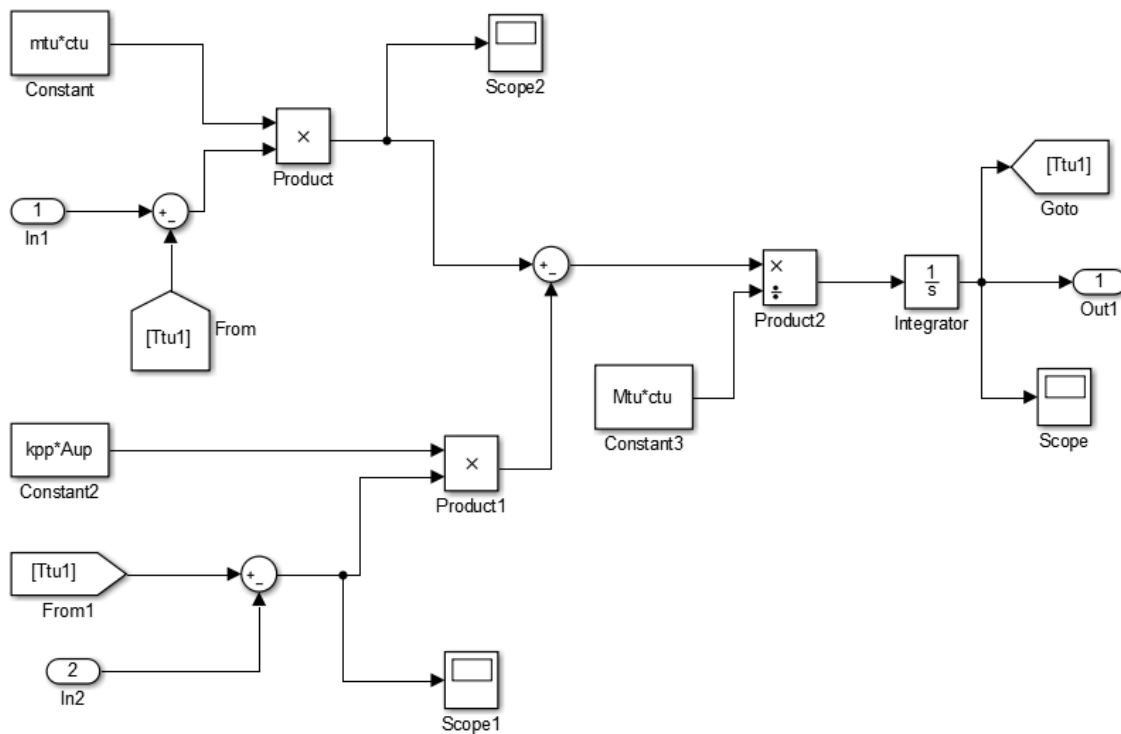 mtu*ctu
Constant
Scope2
×
Product
1
In1
+
−
[Ttu1]
From
[Ttu1]
Goto
+
−
×
÷
Product2
1
s
Integrator
1
Out1
Mtu*ctu
Constant3
Scope
kpp*Aup
Constant2
×
Product1
[Ttu1]
From1
+
−
2
In2
Scope1